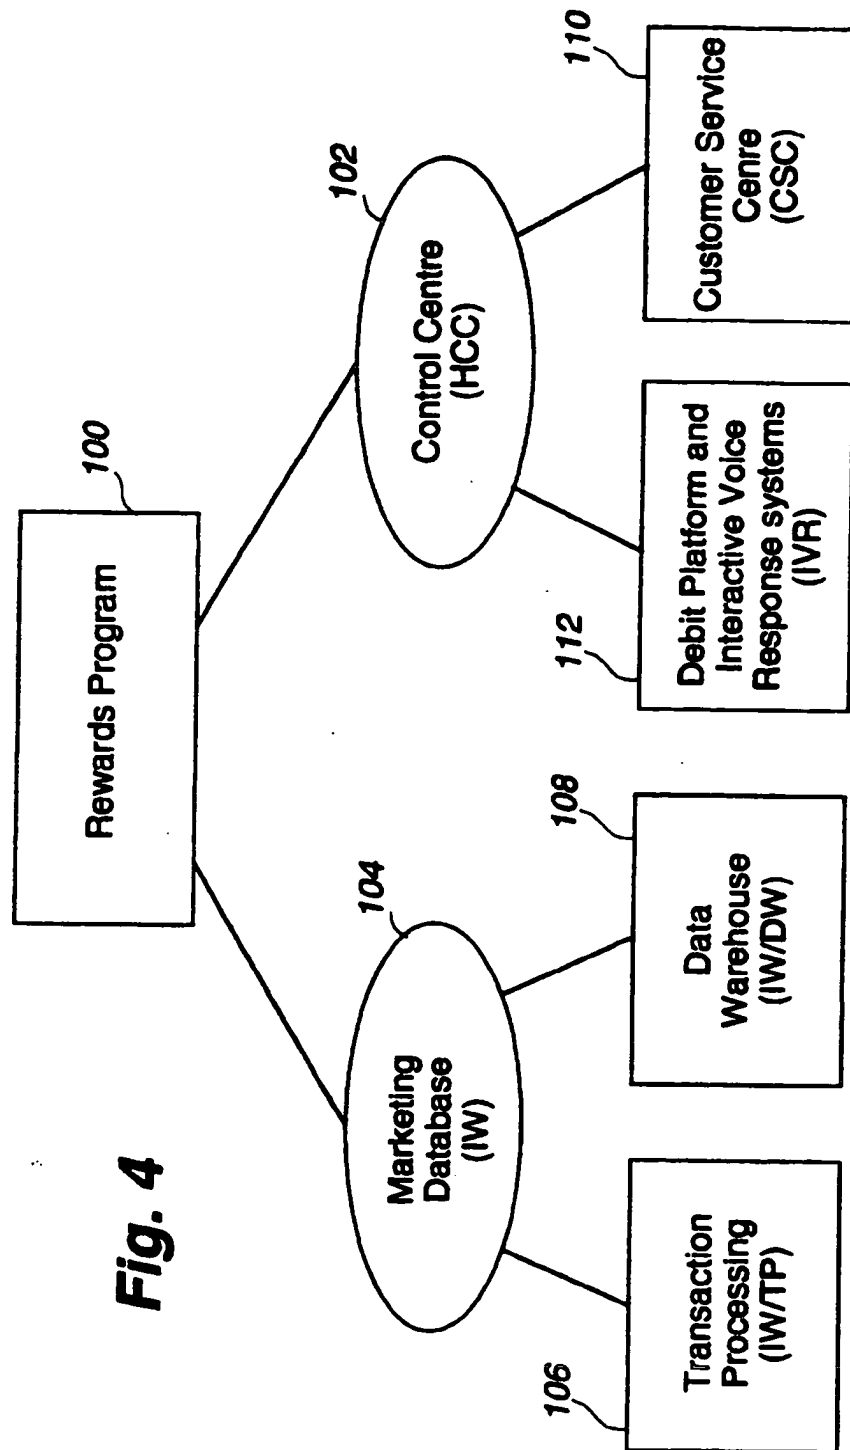 Fig. 4
100
Rewards Program
104
Marketing
Database
(IW)
102
Control Centre
(HCC)
106
Transaction
Processing
(IW/TP)
108
Data
Warehouse
(IW/DW)
112
Debit Platform and
Interactive Voice
Response systems
(IVR)
110
Customer Service
Cenre
(CSC)